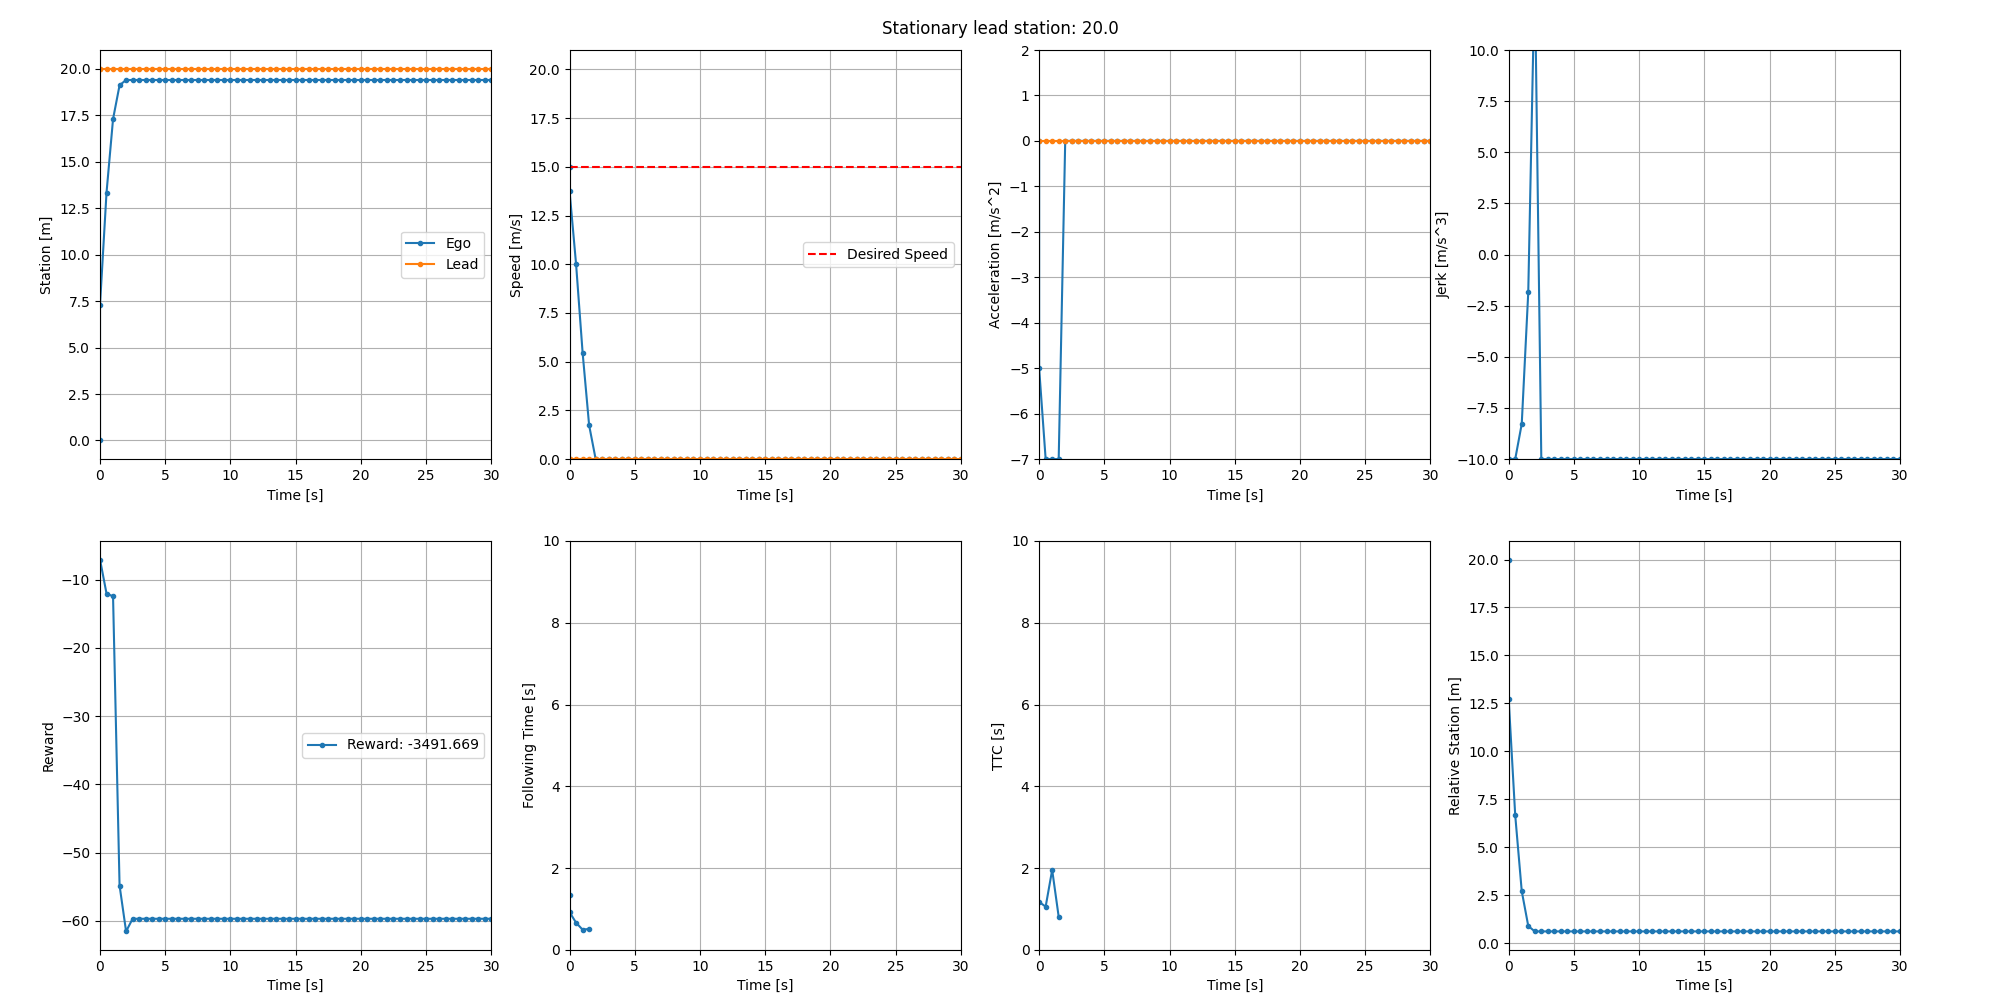 Stationary lead station: 20.0
Station [m]
20.0
17.5
15.0
12.5
10.0
7.5
5.0
2.5
0.0
Ego
Lead
0 5 10 15 20 25 30
Time [s]
Speed [m/s]
20.0
17.5
15.0
12.5
10.0
7.5
5.0
2.5
0.0
Desired Speed
0 5 10 15 20 25 30
Time [s]
Acceleration [m/s^2]
2
1
0
−1
−2
−3
−4
−5
−6
−7
0 5 10 15 20 25 30
Time [s]
Jerk [m/s^3]
10.0
7.5
5.0
2.5
0.0
−2.5
−5.0
−7.5
−10.0
0 5 10 15 20 25 30
Time [s]
Reward
−10
−20
−30
−40
−50
−60
Reward: -3491.669
0 5 10 15 20 25 30
Time [s]
Following Time [s]
10
8
6
4
2
0
0 5 10 15 20 25 30
Time [s]
TTC [s]
10
8
6
4
2
0
0 5 10 15 20 25 30
Time [s]
Relative Station [m]
20.0
17.5
15.0
12.5
10.0
7.5
5.0
2.5
0.0
0 5 10 15 20 25 30
Time [s]